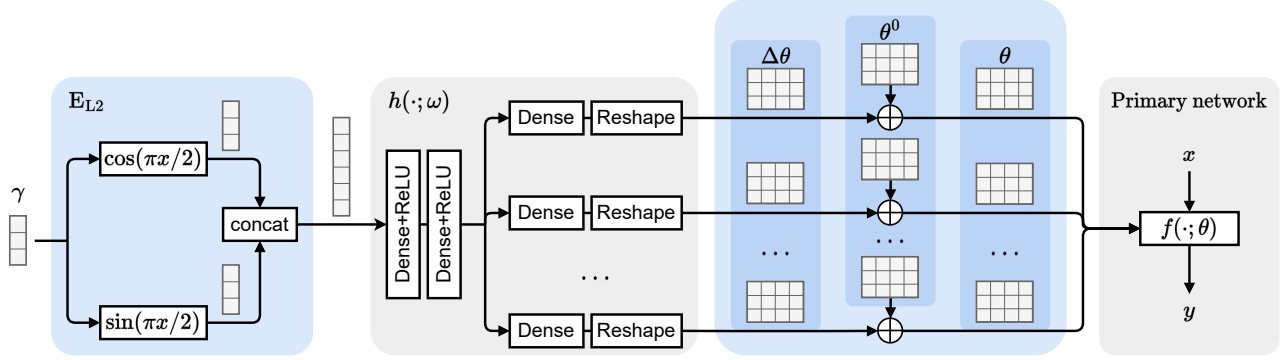 γ
E_L2
cos(πx/2)
sin(πx/2)
concat
h(·; ω)
Dense+ReLU
Dense+ReLU
Dense
Reshape
Dense
Reshape
...
Dense
Reshape
Δθ
...
θ⁰
...
θ
...
Primary network
x
f(·; θ)
y